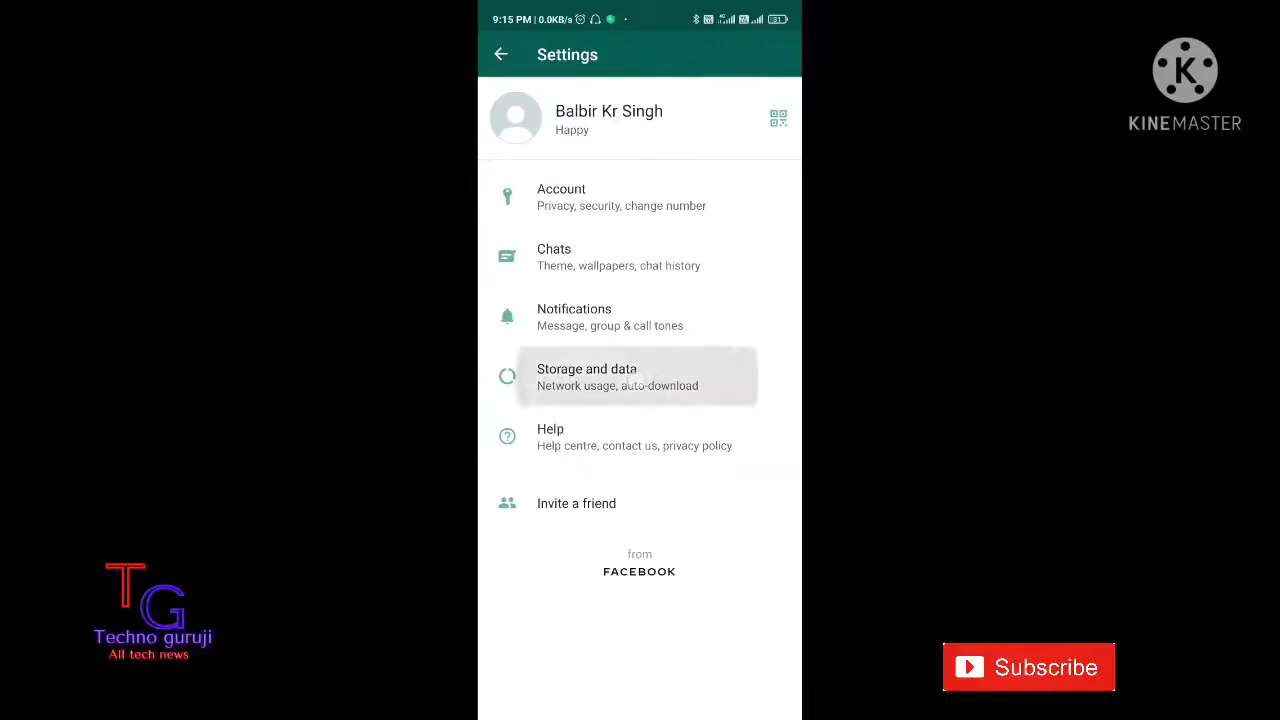 9:15 PM | 0.0KB/s
31
Settings
Balbir Kr Singh
Happy
Account
Privacy, security, change number
Chats
Theme, wallpapers, chat history
Notifications
Message, group & call tones
Storage and data
Network usage, auto-download
Help
Help centre, contact us, privacy policy
Invite a friend
from
FACEBOOK
K
KINEMASTER
TG
Techno guruji
All tech news
Subscribe